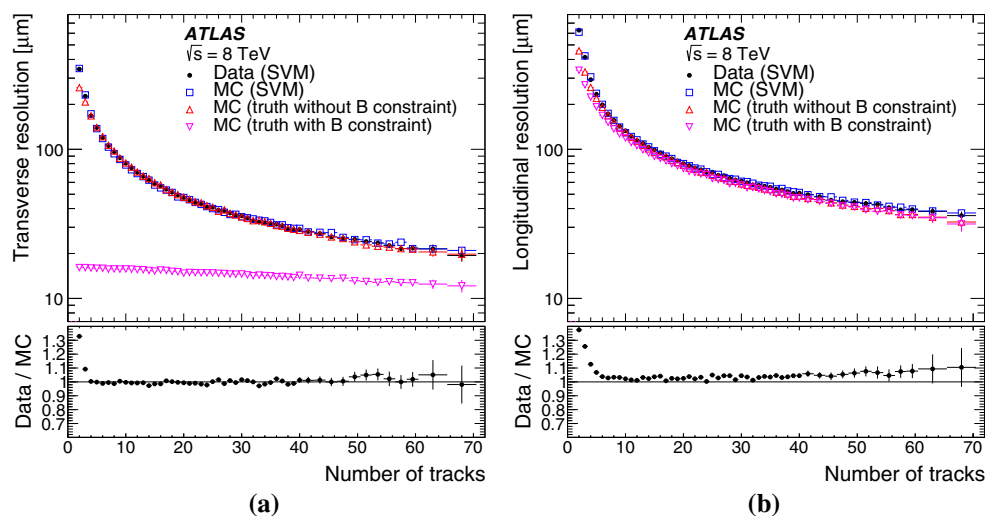 Transverse resolution [μm]
ATLAS
√s = 8 TeV
Data (SVM)
MC (SVM)
MC (truth without B constraint)
MC (truth with B constraint)
100
10
Data / MC
1.3
1.2
1.1
1
0.9
0.8
0.7
0 10 20 30 40 50 60 70
Number of tracks
(a)
Longitudinal resolution [μm]
ATLAS
√s = 8 TeV
Data (SVM)
MC (SVM)
MC (truth without B constraint)
MC (truth with B constraint)
100
10
Data / MC
1.3
1.2
1.1
1
0.9
0.8
0.7
0 10 20 30 40 50 60 70
Number of tracks
(b)